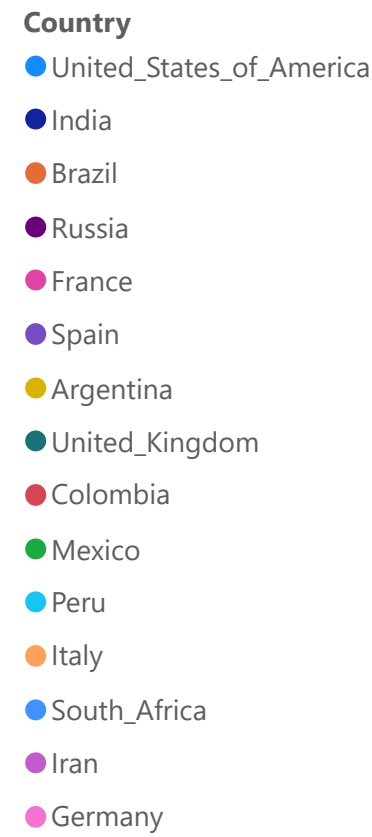 Country
United_States_of_America
India
Brazil
Russia
France
Spain
Argentina
United_Kingdom
Colombia
Mexico
Peru
Italy
South_Africa
Iran
Germany